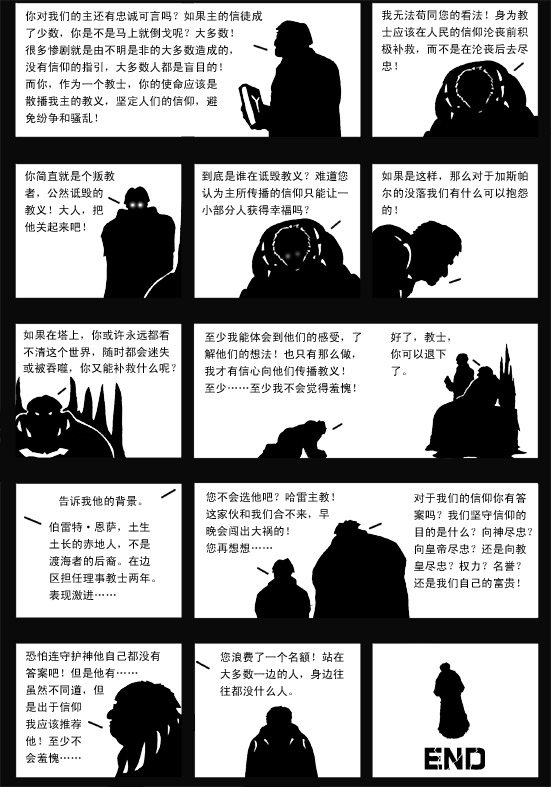 你对我们的主还有忠诚可言吗？如果主的信徒成
了少数，你是不是马上就倒戈呢？大多数！
很多惨剧就是由不明是非的大多数造成的，
没有信仰的指引，大多数人都是盲目的！
而你，作为一个教士，你的使命应该是
散播我主的教义，坚定人们的信仰，避
免纷争和骚乱！
我无法苟同您的看法！身为教
士应该在人民的信仰沦丧前积
极补救，而不是在沦丧后去尽
忠！
你简直就是个叛教
者，公然诋毁的
教义！大人，把
他关起来吧！
到底是谁在诋毁教义？难道您
认为主所传播的信仰只能让一
小部分人获得幸福吗？
如果是这样，那么对于加斯帕
尔的没落我们有什么可以抱怨
的！
如果在塔上，你或许永远都看
不清这个世界，随时都会迷失
或被吞噬，你又能补救什么呢？
至少我能体会到他们的感受，了
解他们的想法！也只有那么做，
我才有信心向他们传播教义！
至少……至少我不会觉得羞愧！
好了，教士，
你可以退下
了。
告诉我他的背景。
伯雷特·恩萨，土生
土长的赤地人，不是
渡海者的后裔。在边
区担任理事教士两年。
表现激进……
您不会选他吧？哈雷主教！
这家伙和我们合不来，早
晚会闯出大祸的！
您再想想……
对于我们的信仰你有答
案吗？我们坚守信仰的
目的是什么？向神尽忠？
向皇帝尽忠？还是向教
皇尽忠？权力？名誉？
还是我们自己的富贵！
恐怕连守护神他自己都没有
答案吧！但是他有……
虽然不同道，但
是出于信仰
我应该推荐
他！至少不
会羞愧……
您浪费了一个名额！站在
大多数一边的人，身边往
往都没什么人。
END